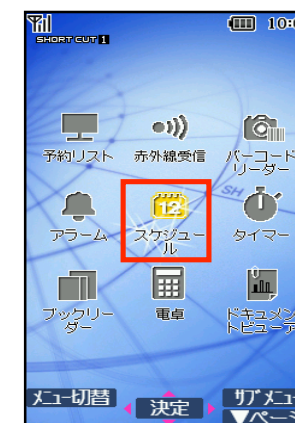 10:0
SHORT CUT 1
予約リスト
赤外線受信
バーコード
リーダー
SH
アラーム
12
スケジュー
ル
タイマー
ブックリー
ダー
電卓
ドキュメン
トビューア
メニュー切替
決定
サブメニュー
▼ページ